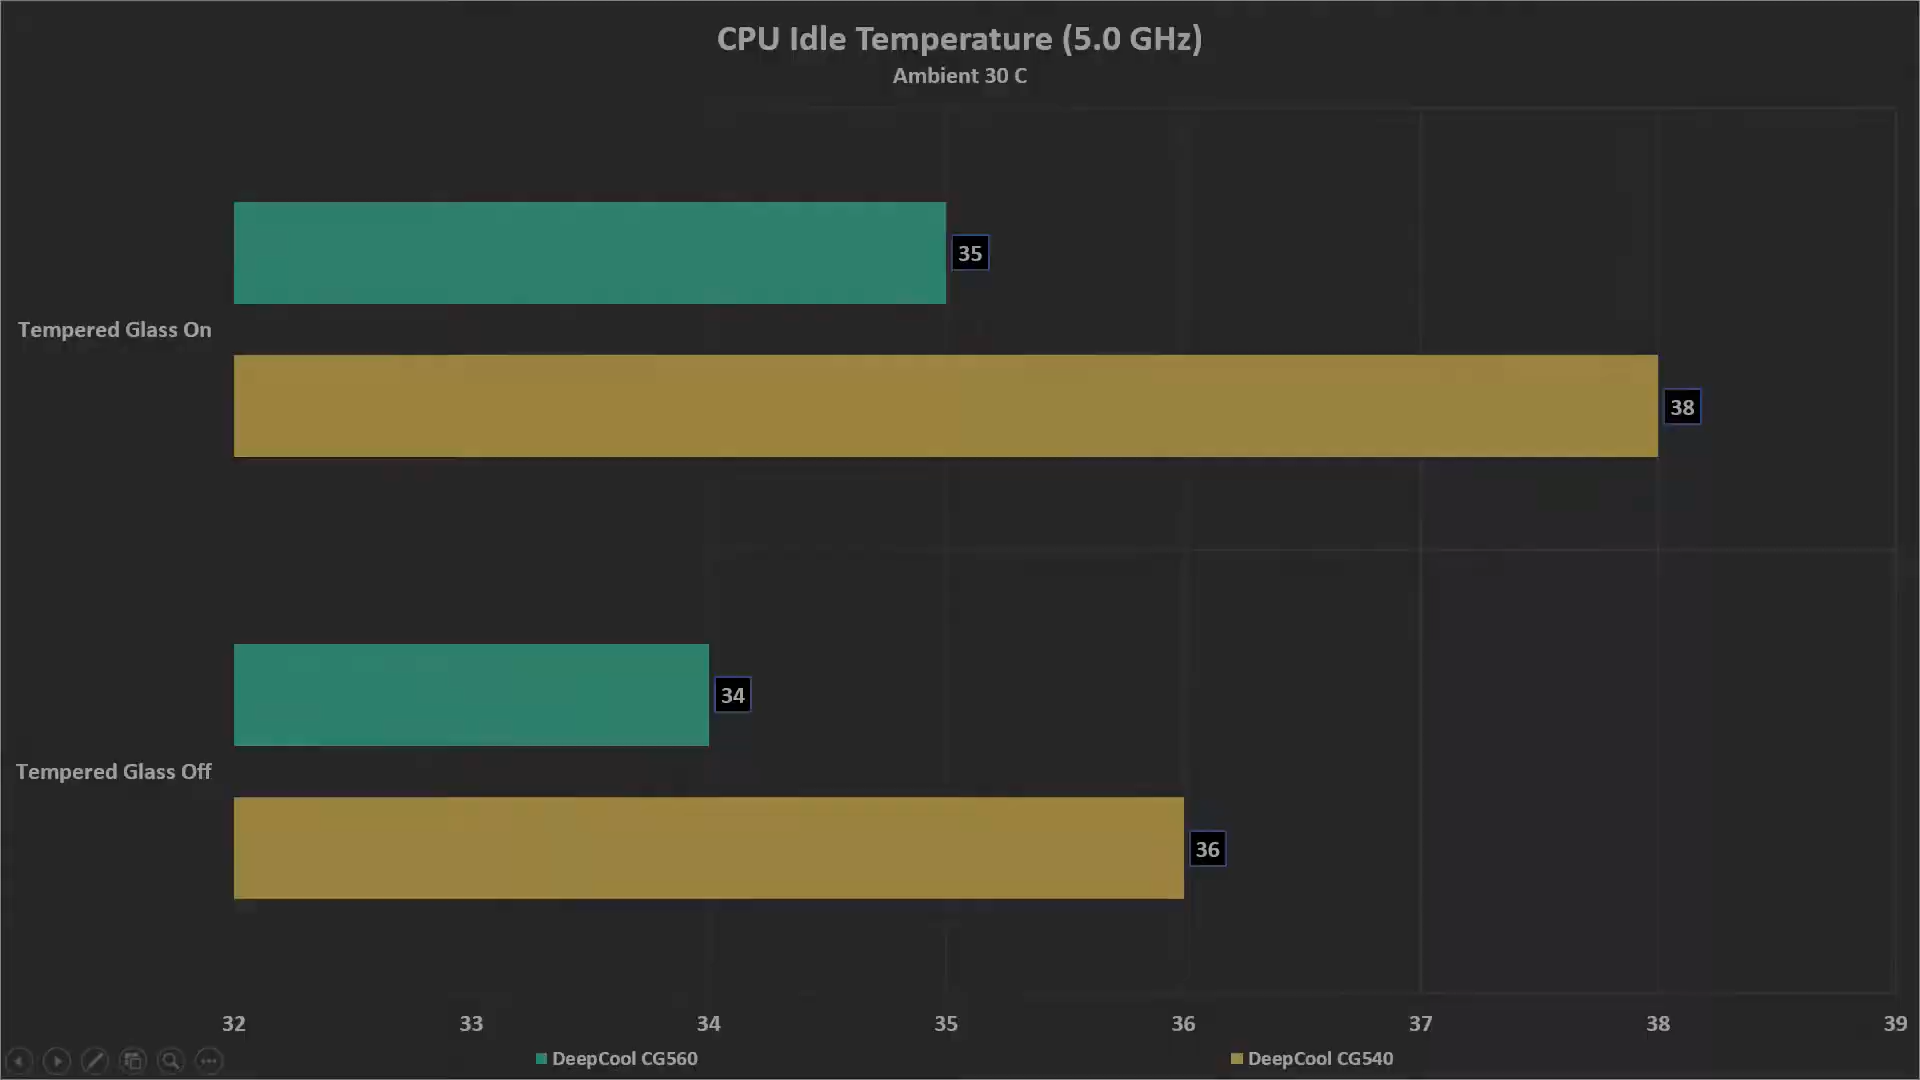 CPU Idle Temperature (5.0 GHz)
Ambient 30 C
35
Tempered Glass On
38
34
Tempered Glass Off
36
32 33 34 35 36 37 38 39
DeepCool CG560 DeepCool CG540